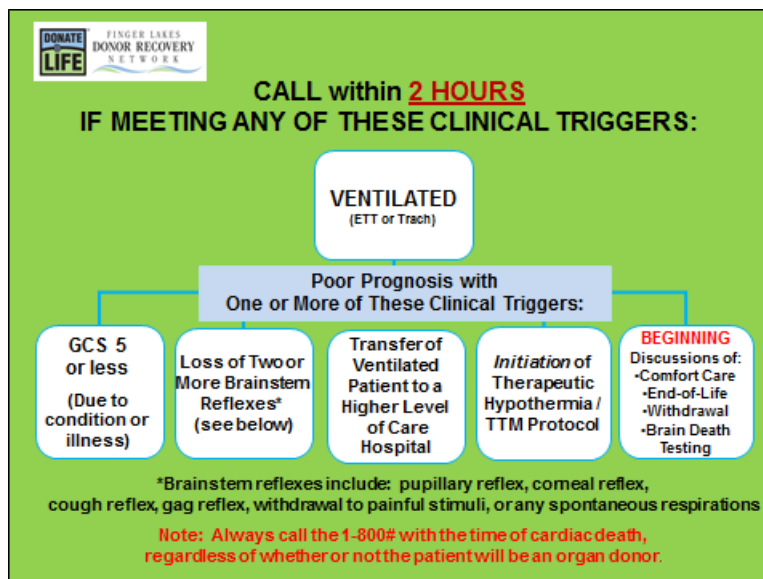 DONATE
LIFE
FINGER LAKES
DONOR RECOVERY
NETWORK
CALL within 2 HOURS
IF MEETING ANY OF THESE CLINICAL TRIGGERS:
VENTILATED
(ETT or Trach)
Poor Prognosis with
One or More of These Clinical Triggers:
GCS 5
or less
(Due to
condition or
illness)
Loss of Two or
More Brainstem
Reflexes*
(see below)
Transfer of
Ventilated
Patient to a
Higher Level
of Care
Hospital
Initiation of
Therapeutic
Hypothermia /
TTM Protocol
BEGINNING
Discussions of:
•Comfort Care
•End-of-Life
•Withdrawal
•Brain Death
Testing
*Brainstem reflexes include: pupillary reflex, corneal reflex,
cough reflex, gag reflex, withdrawal to painful stimuli, or any spontaneous respirations
Note: Always call the 1-800# with the time of cardiac death,
regardless of whether or not the patient will be an organ donor.